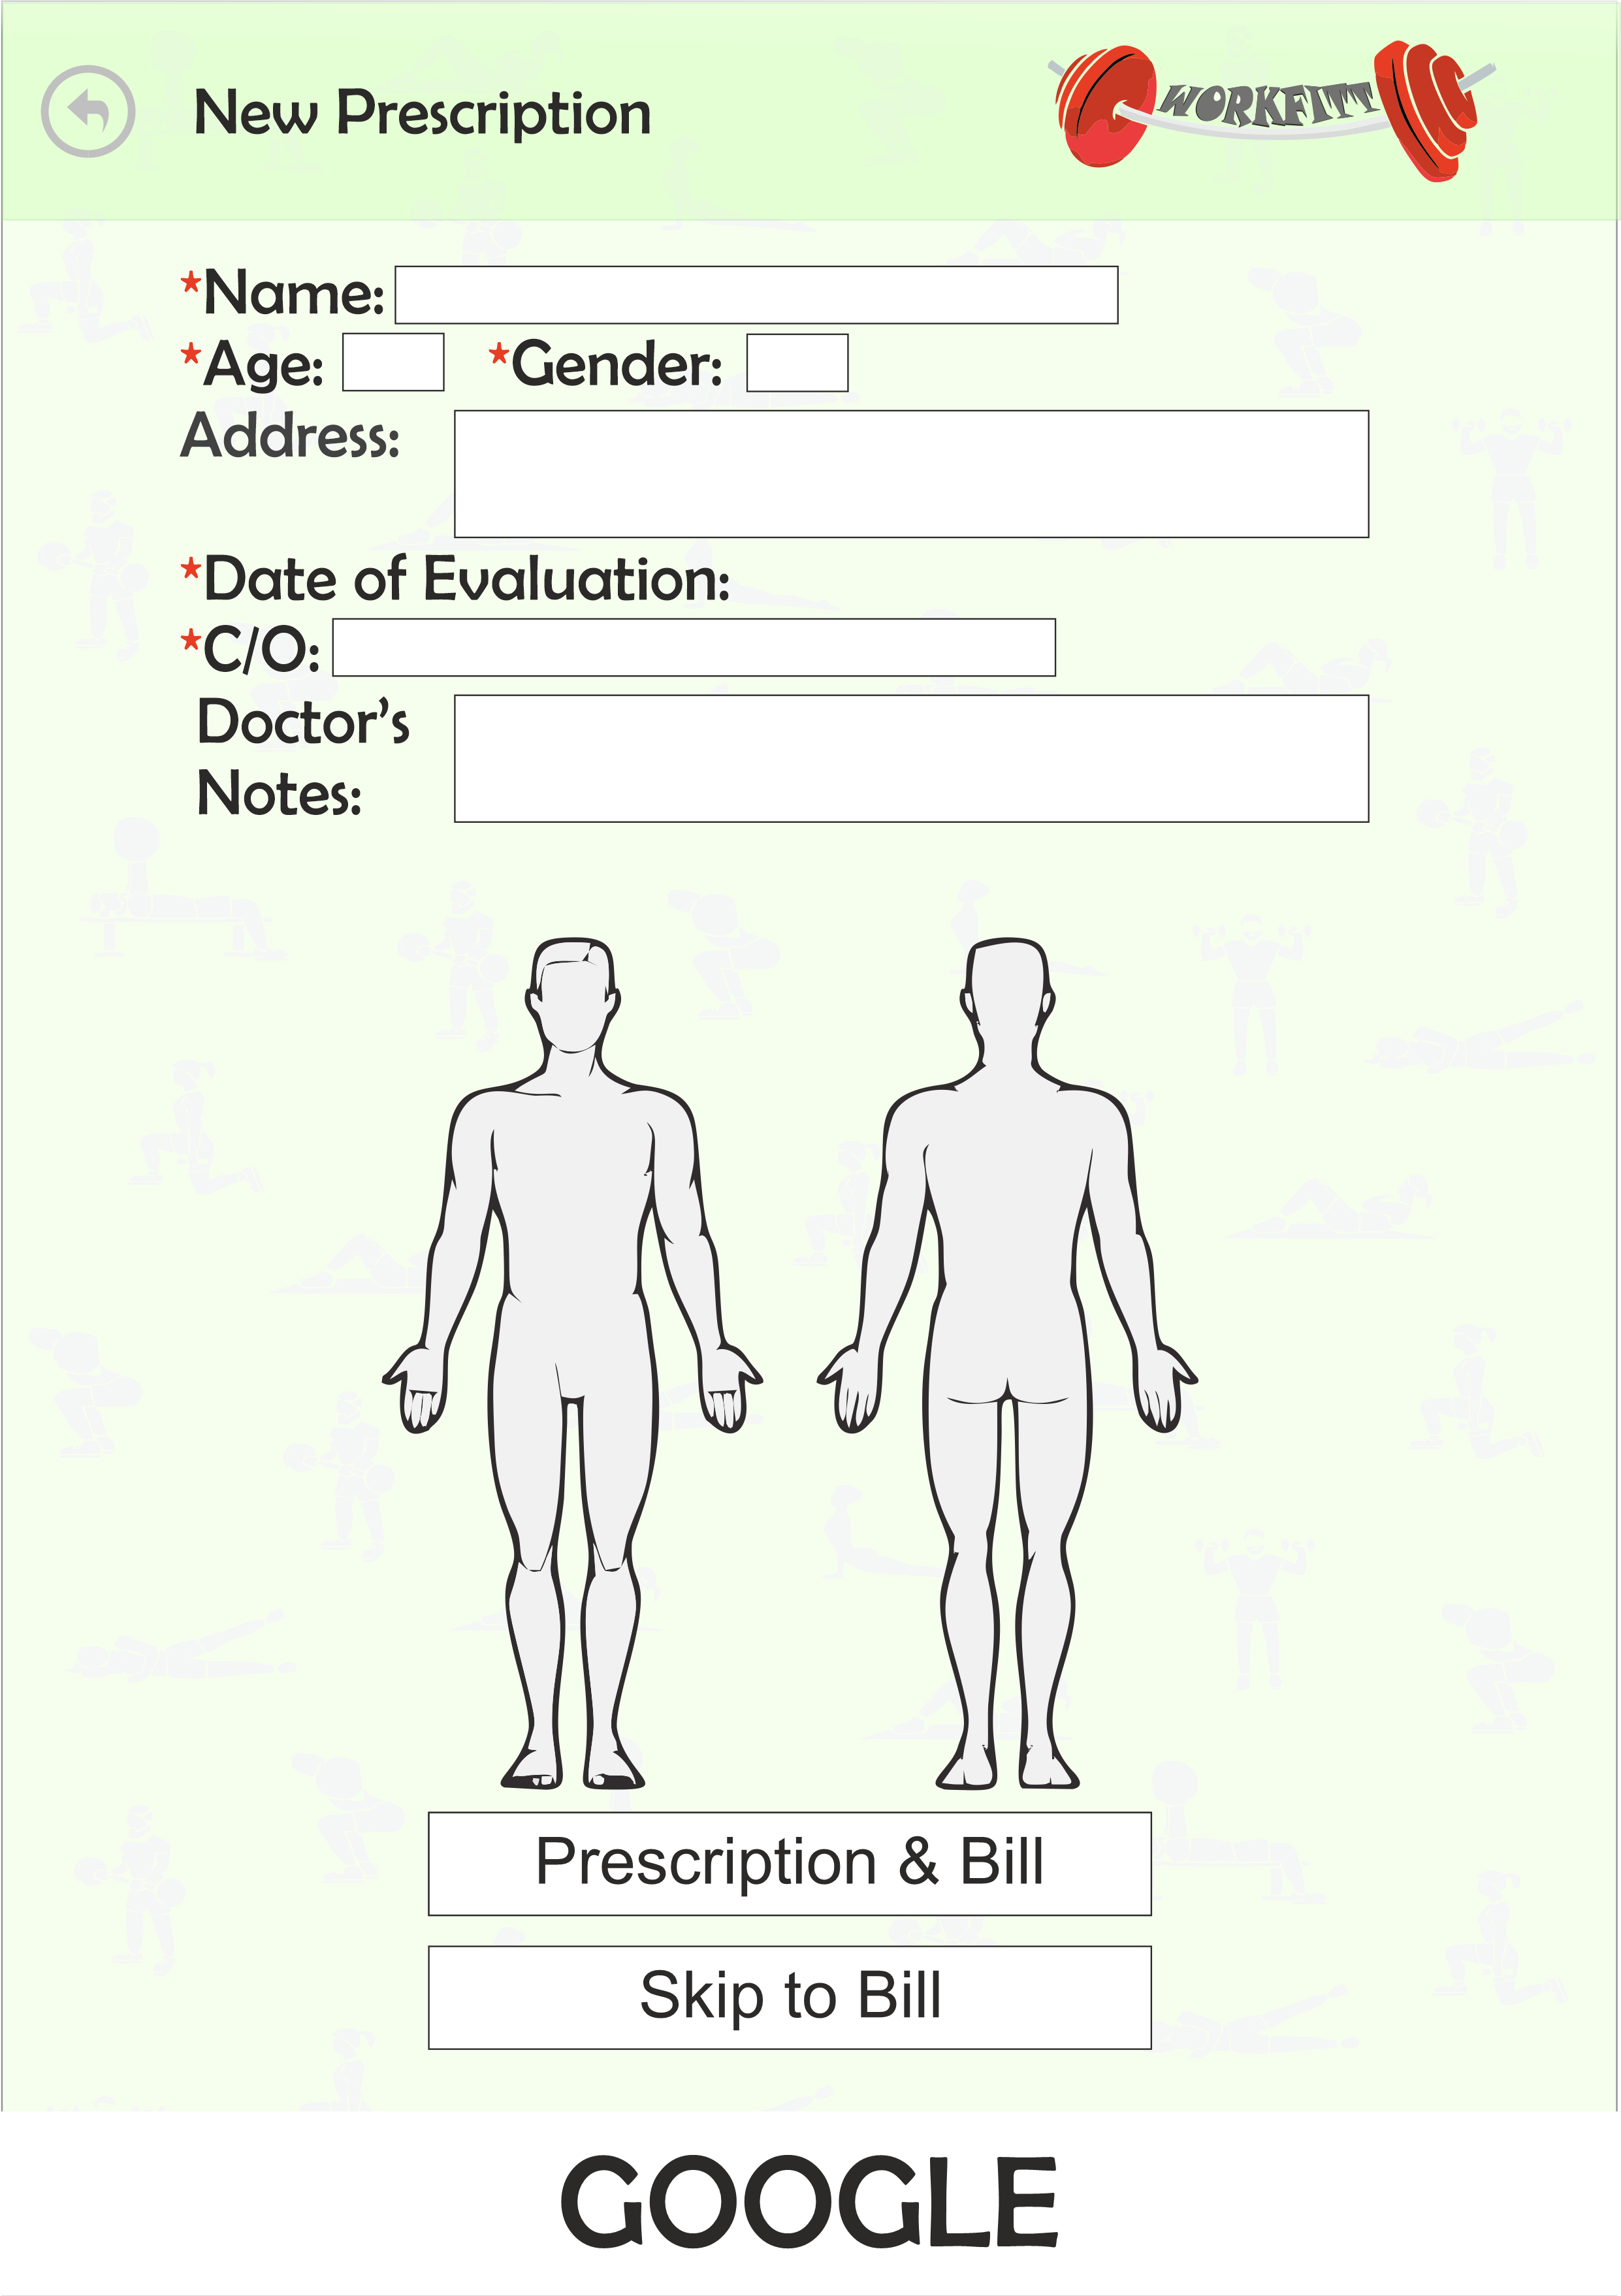 New Prescription
WORKFITT
*Name:
*Age: *Gender:
Address:
*Date of Evaluation:
*C/O:
Doctor’s
Notes:
Prescription & Bill
Skip to Bill
GOOGLE